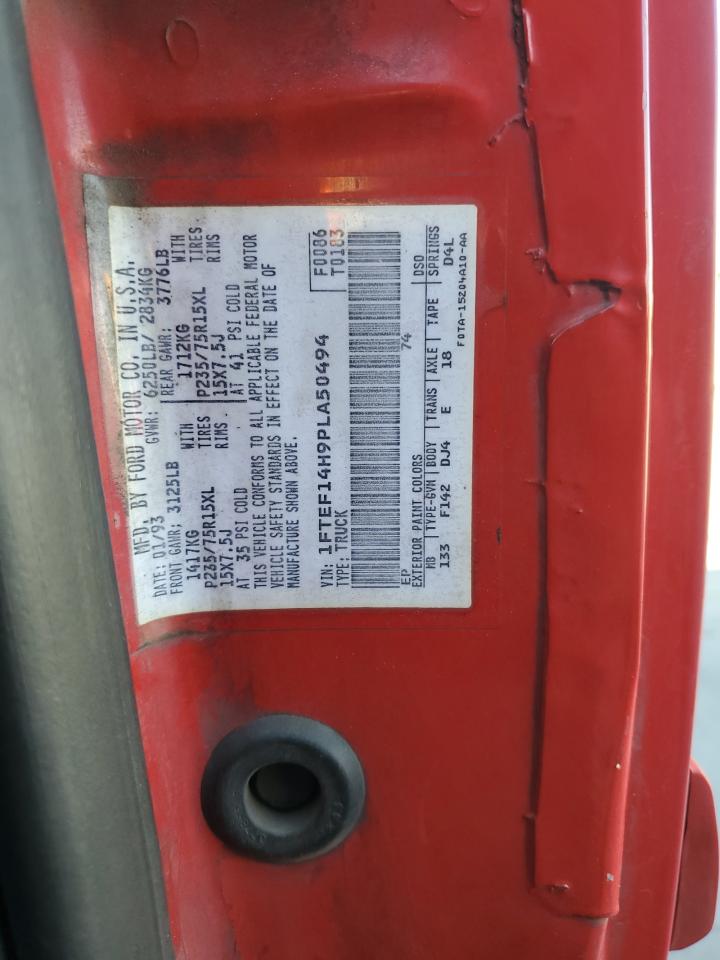 MFD. BY FORD MOTOR CO. IN U.S.A.
DATE: 01/93 GVWR: 6250LB/ 2834KG
FRONT GAWR: 3125LB REAR GAWR: 3776LB
1417KG WITH 1712KG WITH
P235/75R15XL TIRES P235/75R15XL TIRES
15X7.5J RIMS 15X7.5J RIMS
AT 35 PSI COLD AT 41 PSI COLD
THIS VEHICLE CONFORMS TO ALL APPLICABLE FEDERAL MOTOR
VEHICLE SAFETY STANDARDS IN EFFECT ON THE DATE OF
MANUFACTURE SHOWN ABOVE.
F0086
VIN: 1FTEF14H9PLA50494 T0183
TYPE: TRUCK
EP 74
EXTERIOR PAINT COLORS DSO
WB TYPE-GVW BODY TRANS AXLE TAPE SPRINGS
133 F142 DJ4 E 18 D4L
F0TA-15204A10-AA